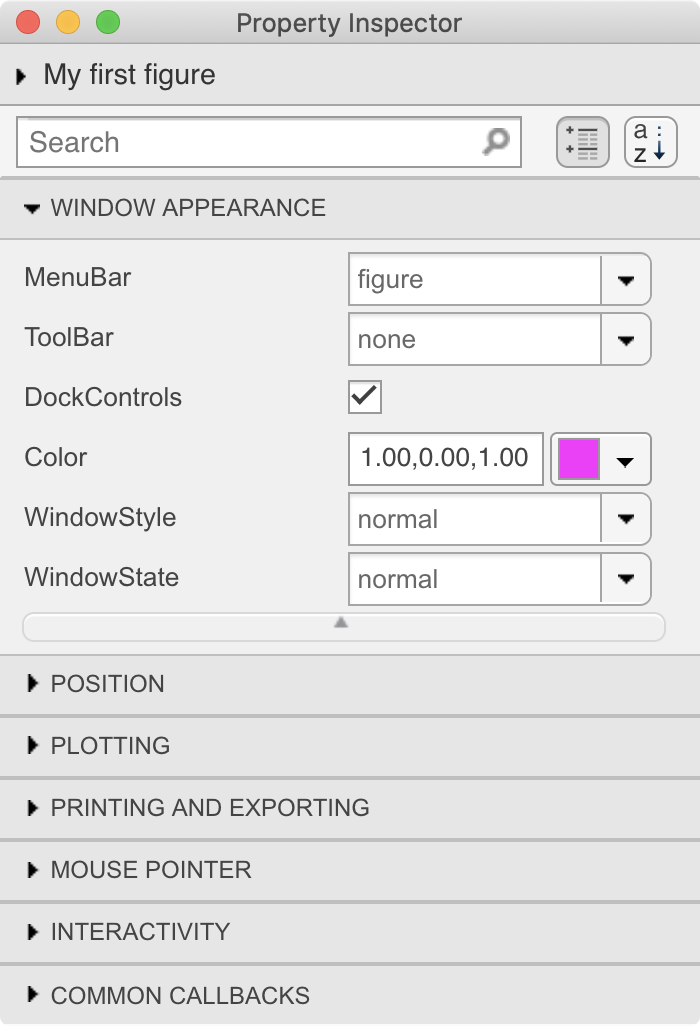 Property Inspector
My first figure
Search
a
z
WINDOW APPEARANCE
MenuBar figure
ToolBar none
DockControls
Color 1.00,0.00,1.00
WindowStyle normal
WindowState normal
POSITION
PLOTTING
PRINTING AND EXPORTING
MOUSE POINTER
INTERACTIVITY
COMMON CALLBACKS